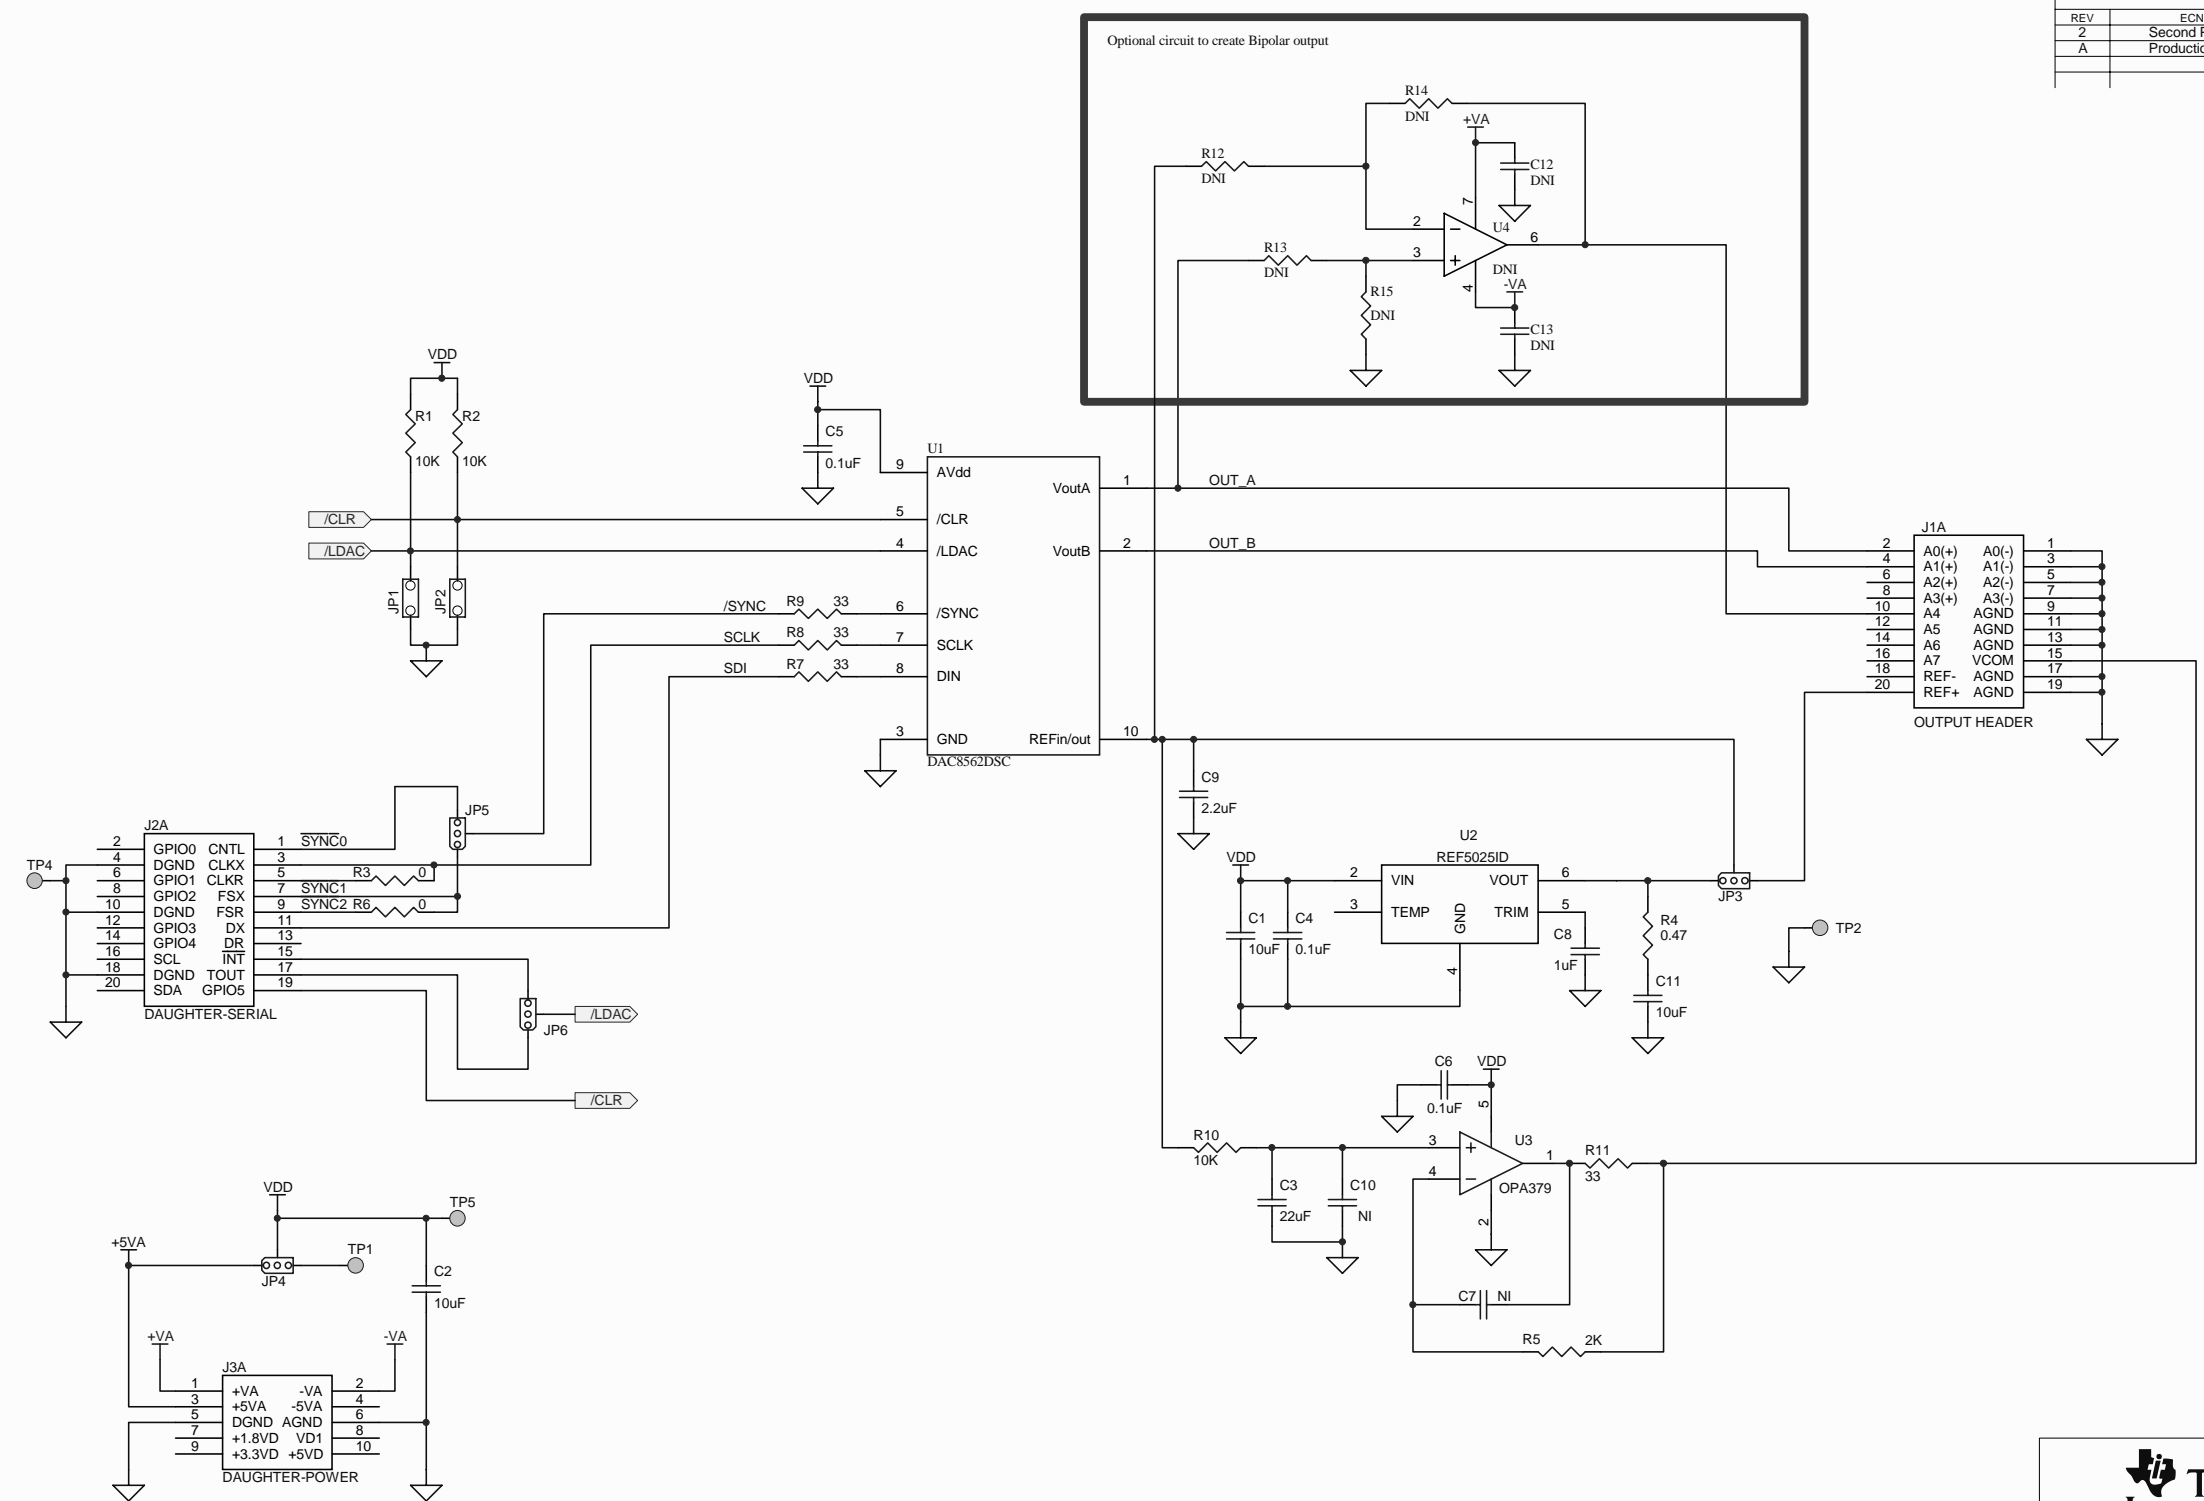 REV ECN
2 Second
A
Optional circuit to create Bipolar output
R14
DNI
+VA
R12
DNI
C12
DNI
7
2
U4
6
R13
DNI
3
DNI
4
-VA
R15
DNI
C13
DNI
VDD
R1
10K
R2
10K
VDD
C5
0.1uF
U1
9 AVdd
VoutA 1 OUT_A
/CLR
5 /CLR
/LDAC
4 /LDAC
VoutB 2 OUT_B
JP1
JP2
/SYNC R9 33 6 /SYNC
SCLK R8 33 7 SCLK
SDI R7 33 8 DIN
3 GND
REFin/out 10
DAC8562DSC
J1A
2 A0(+) A0(-) 1
4 A1(+) A1(-) 3
6 A2(+) A2(-) 5
8 A3(+) A3(-) 7
10 A4 AGND 9
12 A5 AGND 11
14 A6 AGND 13
16 A7 VCOM 15
18 REF- AGND 17
20 REF+ AGND 19
OUTPUT HEADER
C9
2.2uF
JP5
J2A
2 GPIO0 CNTL 1 SYNC0
4 DGND CLKX 3
6 GPIO1 CLKR 5 R3 0
8 GPIO2 FSX 7 SYNC1
10 DGND FSR 9 SYNC2 R6 0
12 GPIO3 DX 11
14 GPIO4 DR 13
16 SCL INT 15
18 DGND TOUT 17
20 SDA GPIO5 19
DAUGHTER-SERIAL
TP4
JP6
/LDAC
/CLR
U2
REF5025ID
VDD
2 VIN VOUT 6
3 TEMP TRIM 5
GND
4
C1
10uF
C4
0.1uF
C8
1uF
R4
0.47
C11
10uF
JP3
TP2
C6
0.1uF
VDD
5
R10
10K
3
4
U3
1
R11
33
OPA379
2
C3
22uF
C10
NI
C7 NI
R5 2K
VDD
TP5
+5VA
TP1
JP4
C2
10uF
+VA
-VA
J3A
1 +VA -VA 2
3 +5VA -5VA 4
5 DGND AGND 6
7 +1.8VD VD1 8
9 +3.3VD +5VD 10
DAUGHTER-POWER